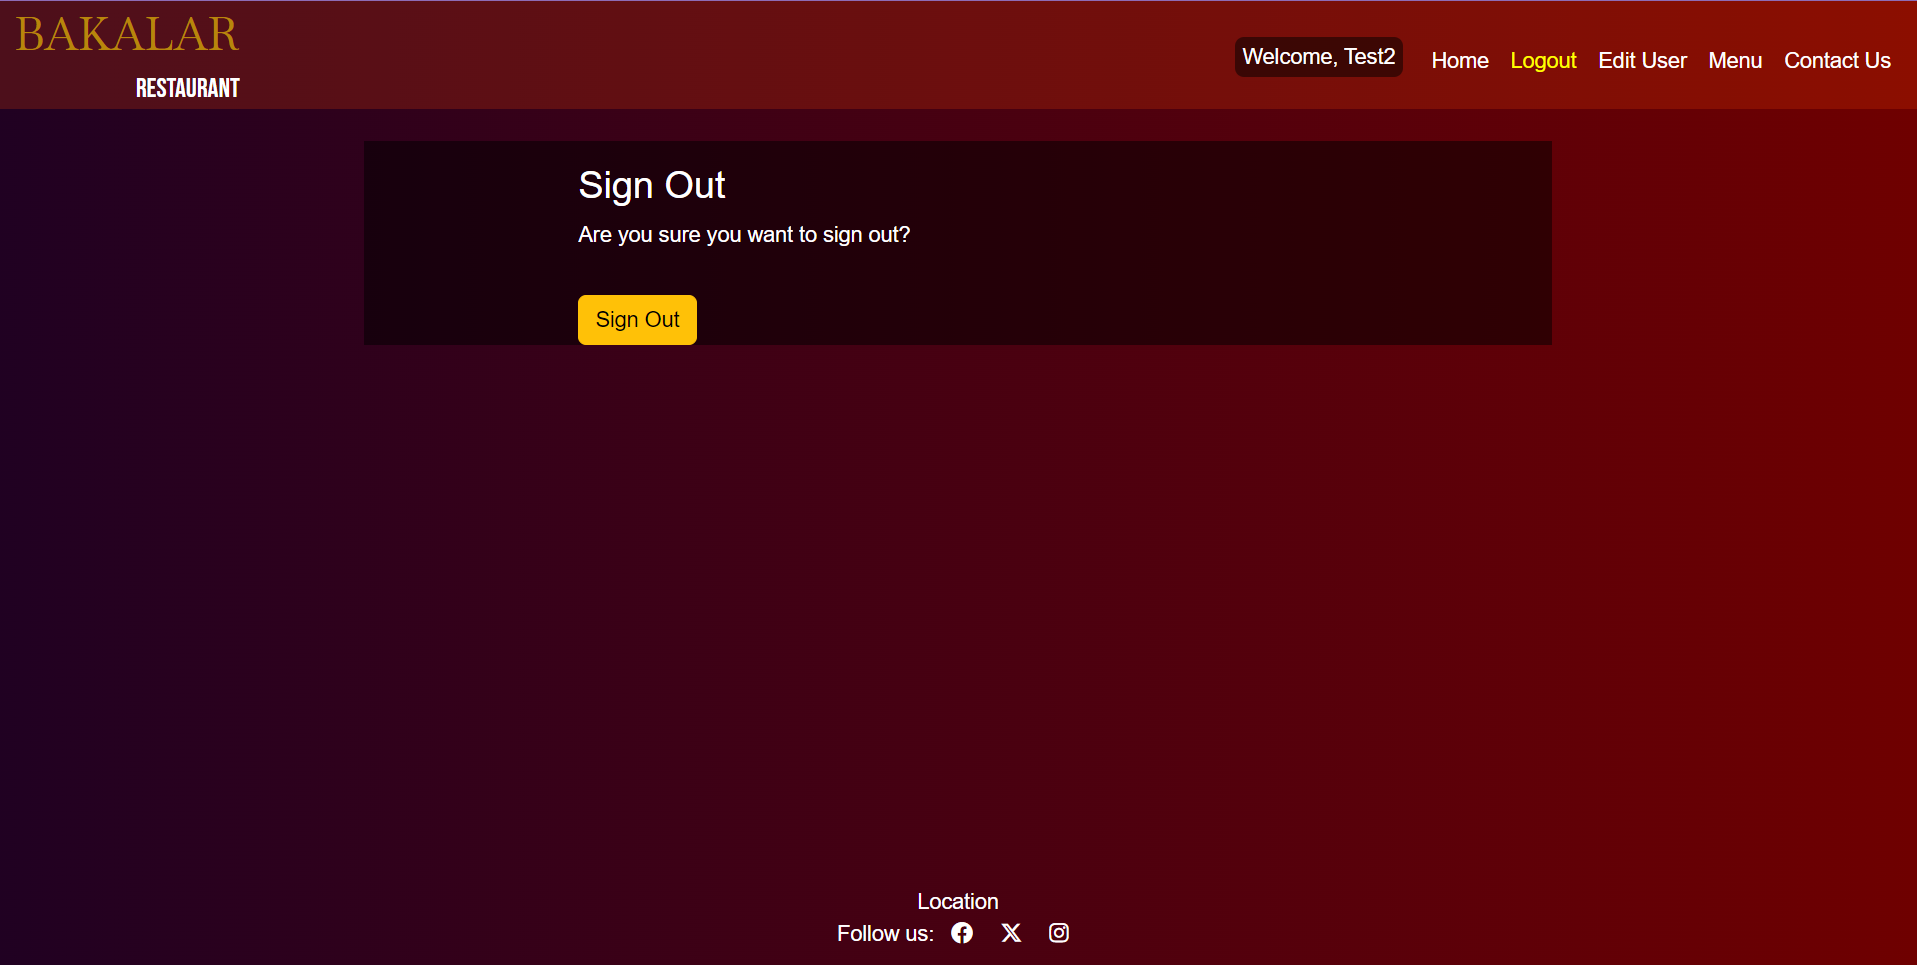 BAKALAR
RESTAURANT
Welcome, Test2 Home Logout Edit User Menu Contact Us
Sign Out
Are you sure you want to sign out?
Sign Out
Location
Follow us: